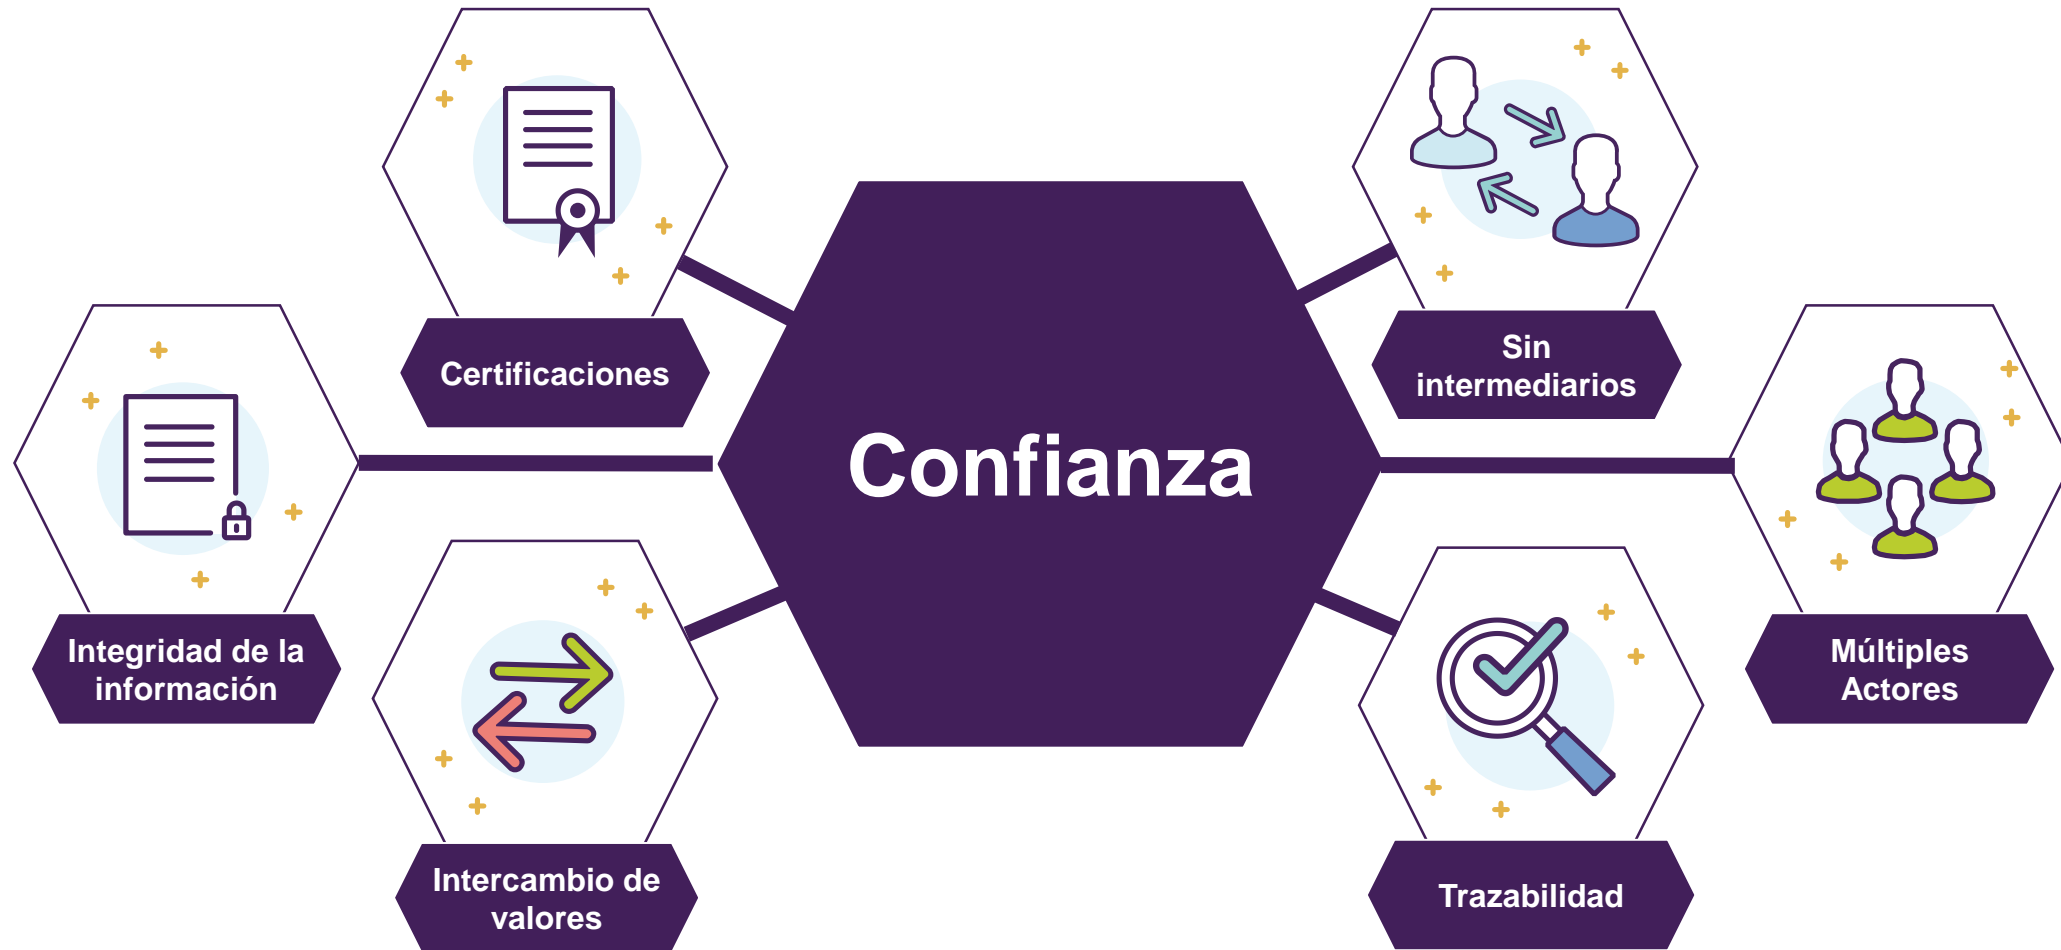 Certificaciones
Sin
intermediarios
Confianza
Integridad de la
información
Múltiples
Actores
Intercambio de
valores
Trazabilidad